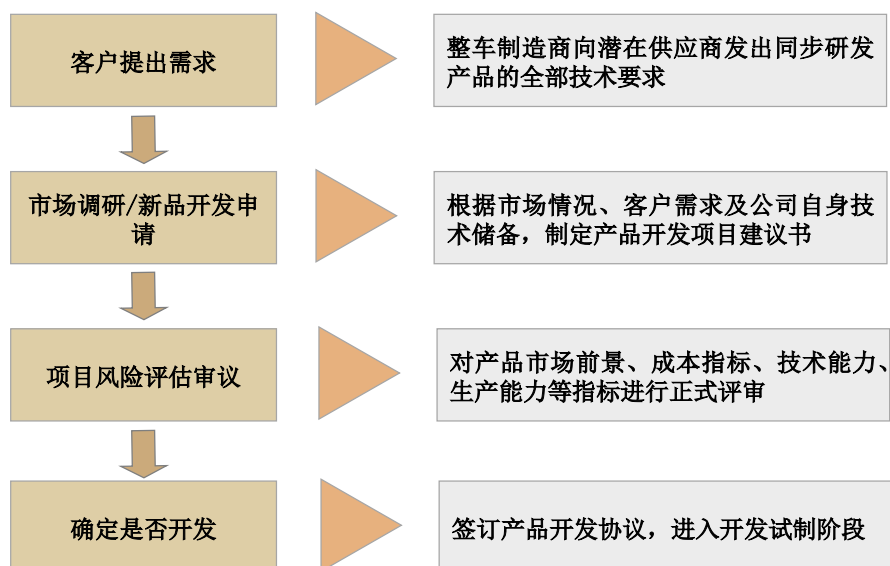 客户提出需求
整车制造商向潜在供应商发出同步研发
产品的全部技术要求
市场调研/新品开发申
请
根据市场情况、客户需求及公司自身技
术储备，制定产品开发项目建议书
项目风险评估审议
对产品市场前景、成本指标、技术能力、
生产能力等指标进行正式评审
确定是否开发
签订产品开发协议，进入开发试制阶段